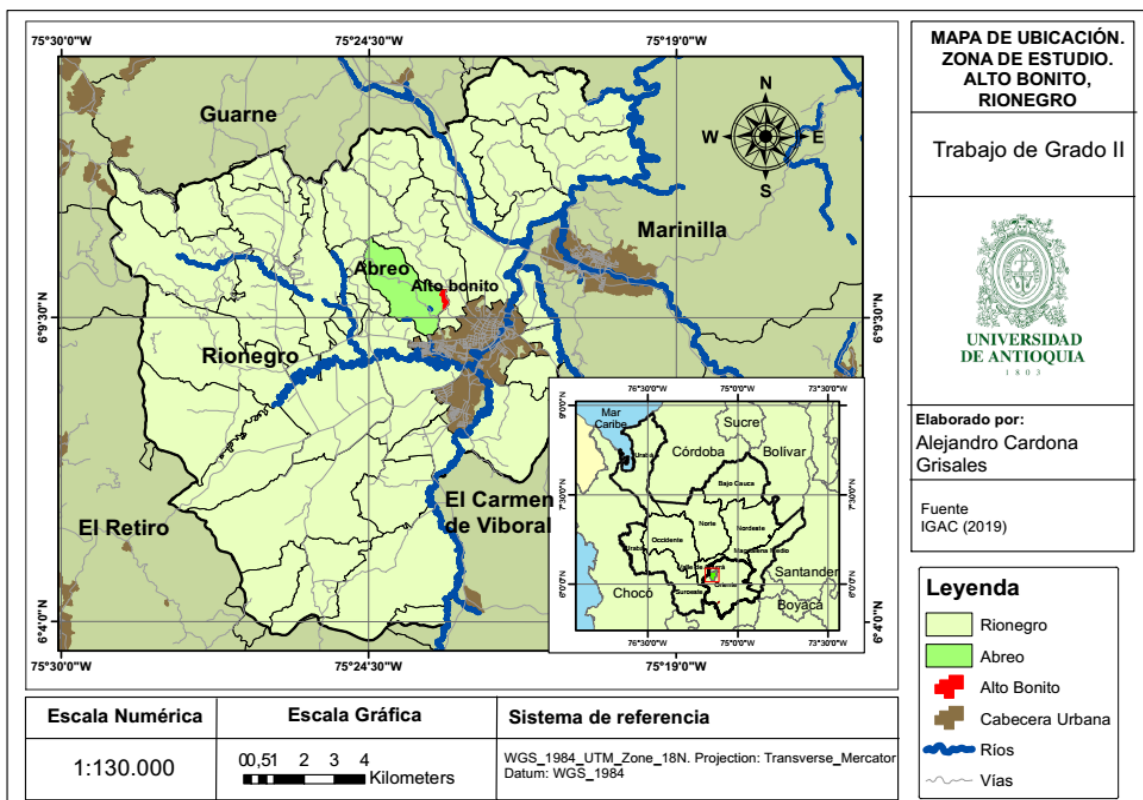 75°30'0"W
75°24'30"W
75°19'0"W
6°9'30"N
6°4'0"N
Guarne
N
W
E
S
Marinilla
Abreo
Alto bonito
Rionegro
El Retiro
El Carmen
de Viboral
6°9'30"N
6°4'0"N
75°30'0"W
75°24'30"W
75°19'0"W
76°30'0"W
75°0'0"W
73°30'0"W
9°0'0"N
7°30'0"N
6°0'0"N
Mar
Caribe
Sucre
Córdoba
Bolívar
Urabá
Bajo Cauca
Norte
Nordeste
Occidente
Urabá
Magdalena Medio
Oriente
Suroeste
Santander
Chocó
Boyacá
76°30'0"W
75°0'0"W
73°30'0"W
MAPA DE UBICACIÓN.
ZONA DE ESTUDIO.
ALTO BONITO,
RIONEGRO
Trabajo de Grado II
UNIVERSIDAD
DE ANTIOQUIA
1803
Elaborado por:
Alejandro Cardona
Grisales
Fuente
IGAC (2019)
Leyenda
Rionegro
Abreo
Alto Bonito
Cabecera Urbana
Ríos
Vías
Escala Numérica
1:130.000
Escala Gráfica
00,51 2 3 4
Kilometers
Sistema de referencia
WGS_1984_UTM_Zone_18N. Projection: Transverse_Mercator
Datum: WGS_1984